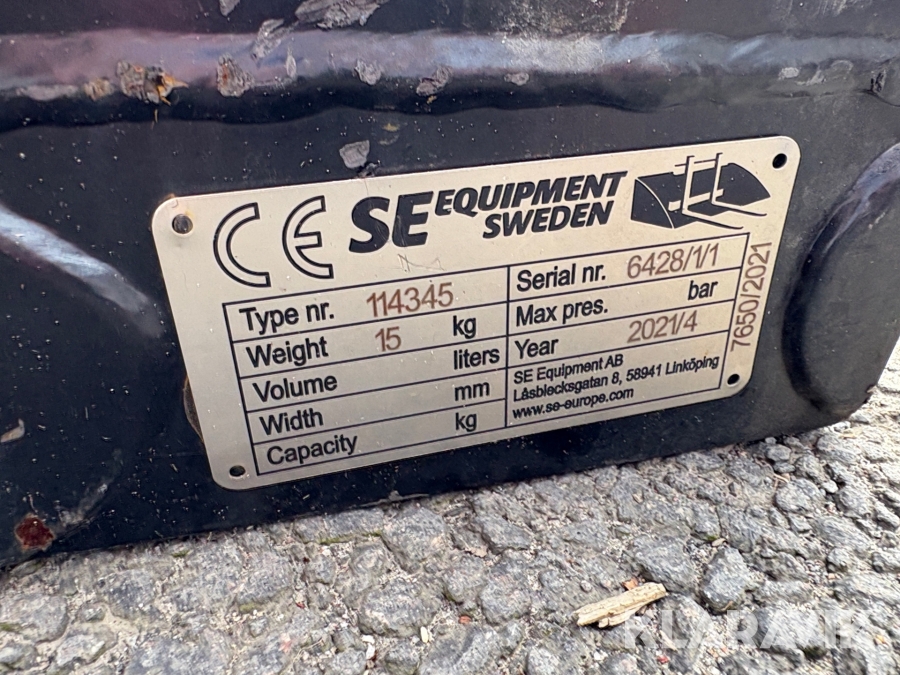 CE SE EQUIPMENT SWEDEN
Type nr. 114345
Weight 15 kg
Volume liters
Width mm
Capacity kg
Serial nr. 6428/1/1
Max pres. bar
Year 2021/4
SE Equipment AB
Låsblecksgatan 8, 58941 Linköping
www.se-europe.com
7650/2021
KLARAVIK